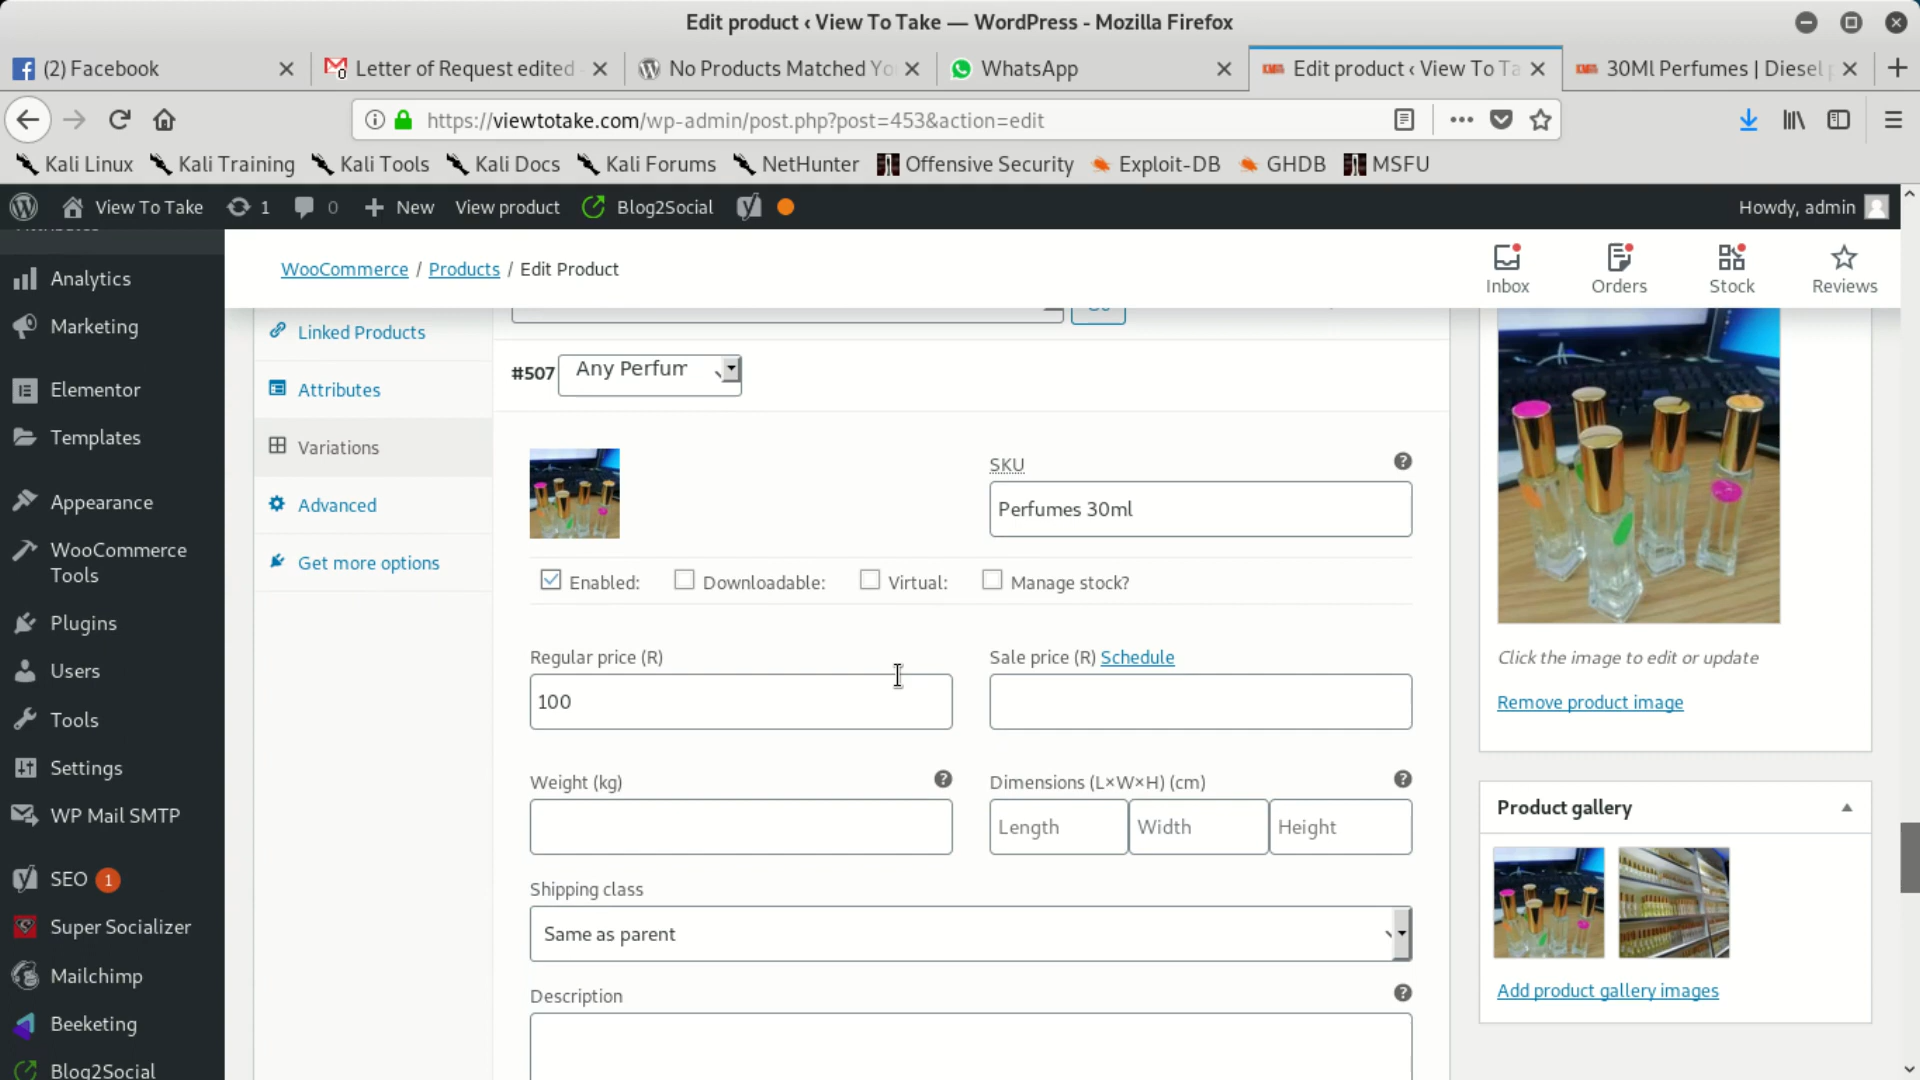 Edit product ‹ View To Take — WordPress - Mozilla Firefox
(2) Facebook
Letter of Request edited
No Products Matched Yo
WhatsApp
Edit product ‹ View To Ta
30Ml Perfumes | Diesel p
https://viewtotake.com/wp-admin/post.php?post=453&action=edit
Kali Linux
Kali Training
Kali Tools
Kali Docs
Kali Forums
NetHunter
Offensive Security
Exploit-DB
GHDB
MSFU
View To Take
1
0
New
View product
Blog2Social
Howdy, admin
Analytics
Marketing
Elementor
Templates
Appearance
WooCommerce
Tools
Plugins
Users
Tools
Settings
WP Mail SMTP
SEO 1
Super Socializer
Mailchimp
Beeketing
Blog2Social
WooCommerce / Products / Edit Product
Inbox
Orders
Stock
Reviews
Linked Products
Attributes
Variations
Advanced
Get more options
#507
Any Perfum
SKU
Perfumes 30ml
Enabled:
Downloadable:
Virtual:
Manage stock?
Regular price (R)
100
Sale price (R) Schedule
Weight (kg)
Dimensions (L×W×H) (cm)
Length
Width
Height
Shipping class
Same as parent
Description
Click the image to edit or update
Remove product image
Product gallery
Add product gallery images